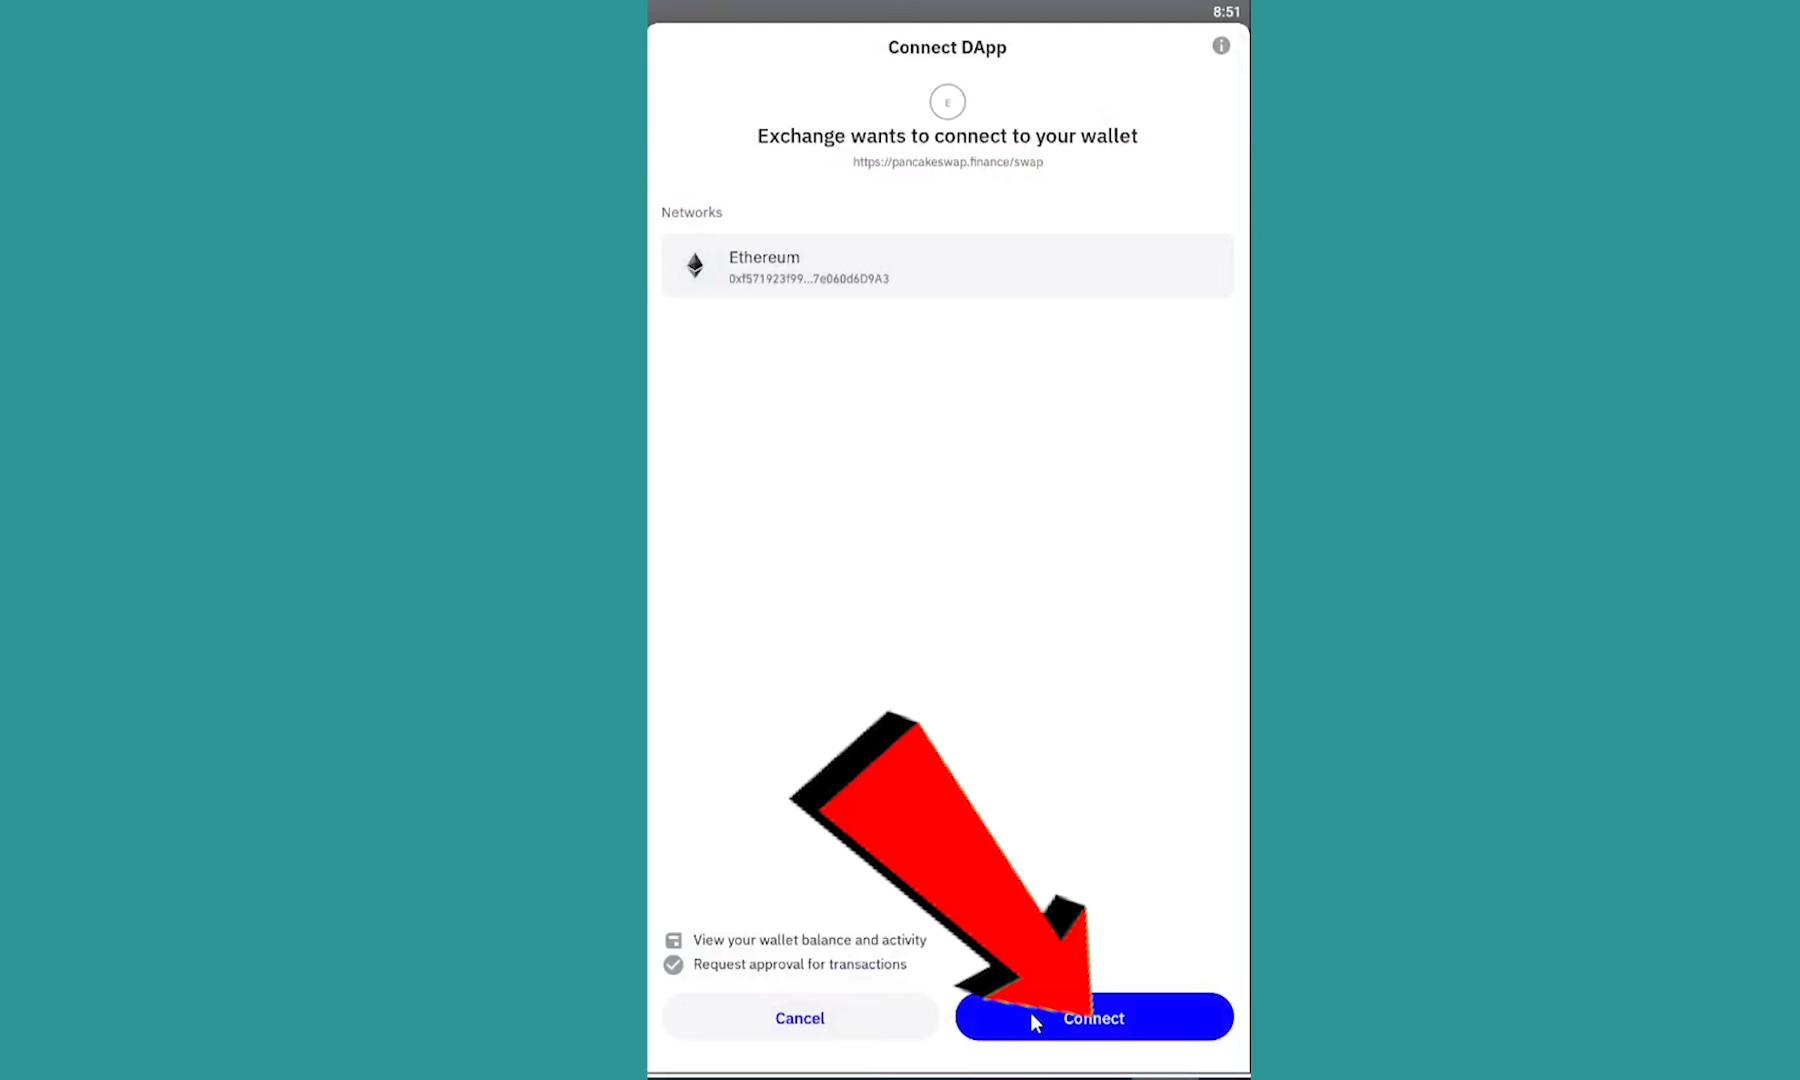 8:51
Connect DApp
E
Exchange wants to connect to your wallet
https://pancakeswap.finance/swap
Networks
Ethereum
0xf571923f99...7e060d6D9A3
View your wallet balance and activity
Request approval for transactions
Cancel
Connect